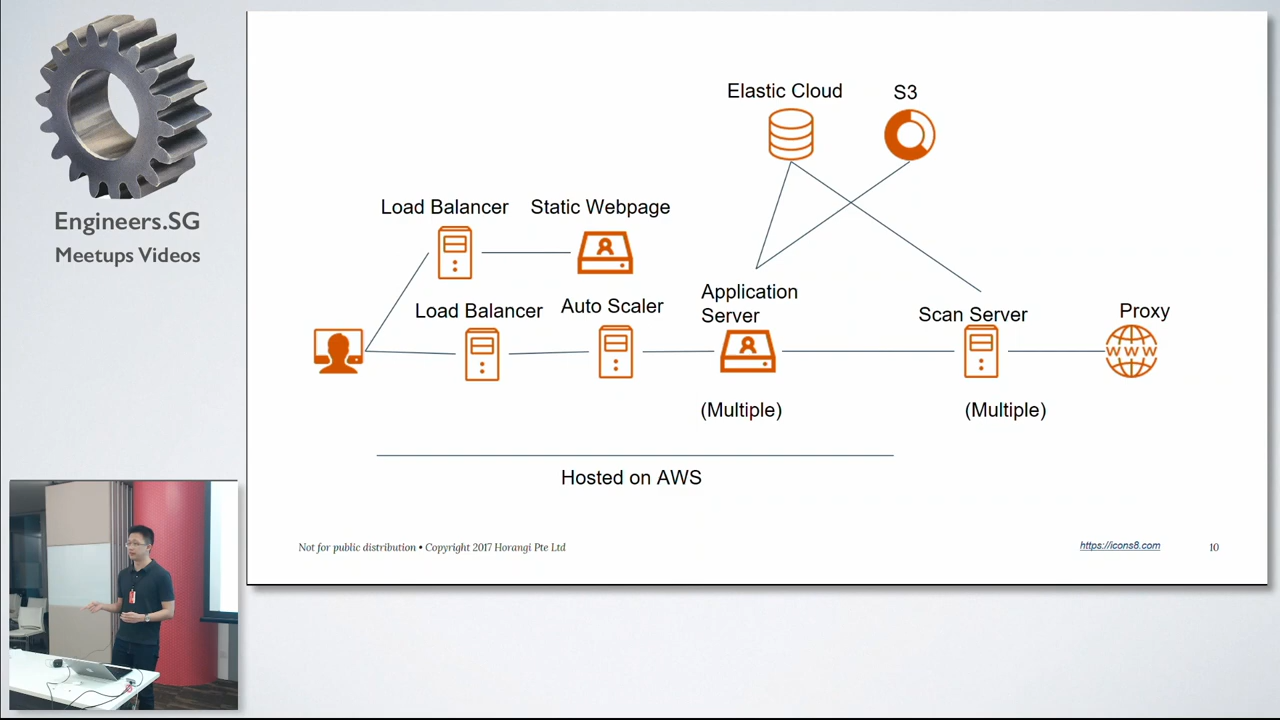 Engineers.SG
Meetups Videos
Elastic Cloud
S3
Load Balancer
Static Webpage
Load Balancer
Auto Scaler
Application
Server
Scan Server
Proxy
WWW
(Multiple)
(Multiple)
Hosted on AWS
Not for public distribution • Copyright 2017 Horangi Pte Ltd
https://icons8.com
10